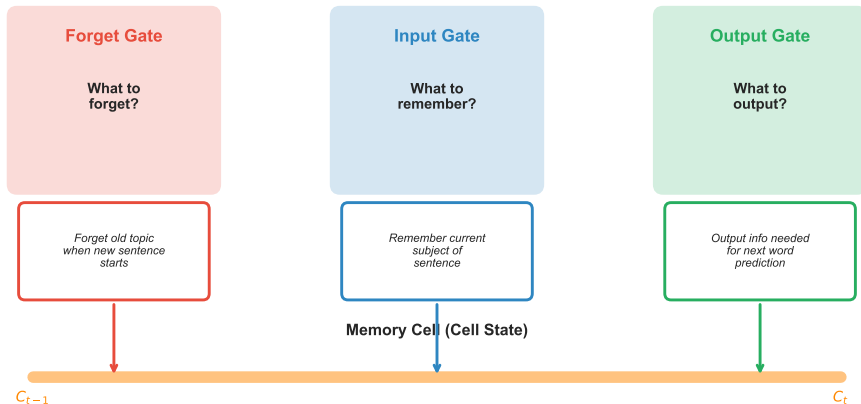 Forget Gate
What to
forget?
Forget old topic
when new sentence
starts
Input Gate
What to
remember?
Remember current
subject of
sentence
Output Gate
What to
output?
Output info needed
for next word
prediction
Memory Cell (Cell State)
C_{t-1}
C_t